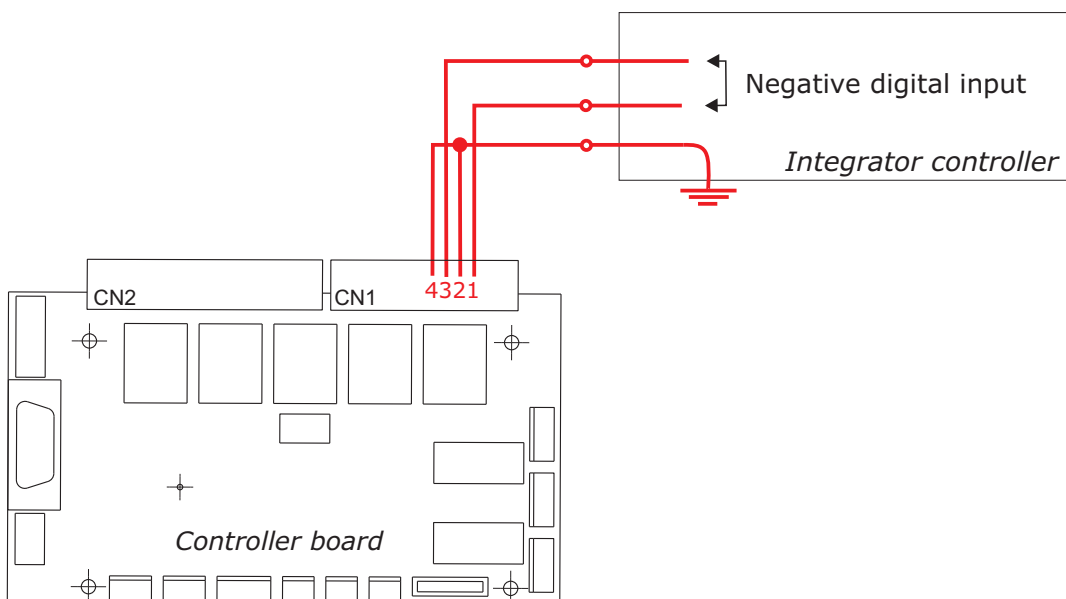 Negative digital input
Integrator controller
4321
CN2
CN1
Controller board